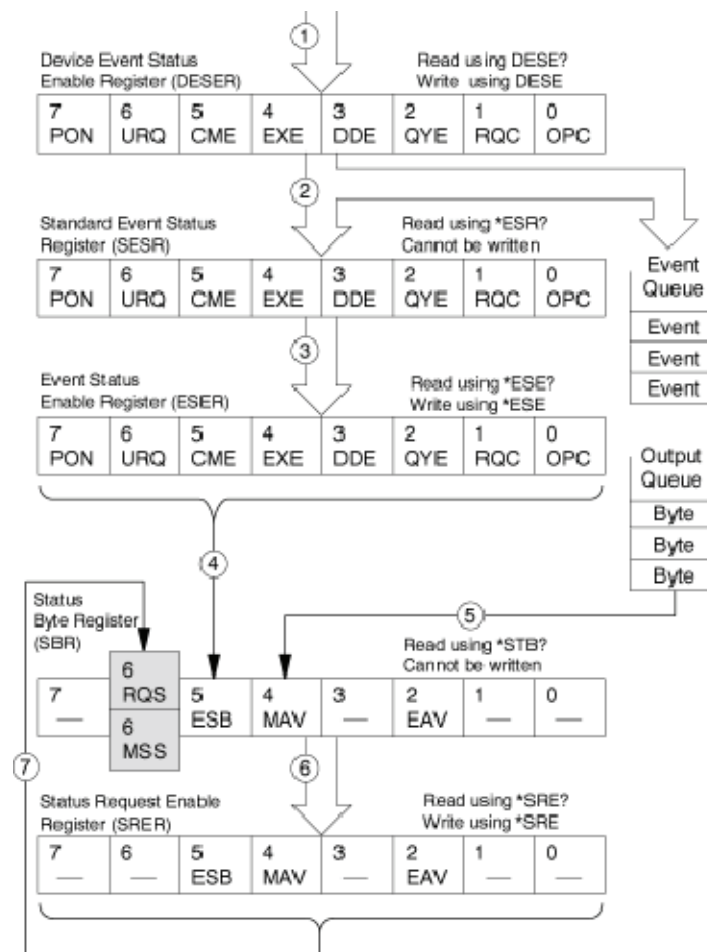 1
Device Event Status
Enable Register (DESER)
Read using DESE?
Write using DESE
7 6 5 4 3 2 1 0
PON URQ CME EXE DDE QYE RQC OPC
2
Standard Event Status
Register (SESR)
Read using *ESR?
Cannot be written
7 6 5 4 3 2 1 0
PON URQ CME EXE DDE QYE RQC OPC
Event
Queue
Event
Event
Event
3
Event Status
Enable Register (ESER)
Read using *ESE?
Write using *ESE
7 6 5 4 3 2 1 0
PON URQ CME EXE DDE QYE RQC OPC
Output
Queue
Byte
Byte
Byte
4
5
Status
Byte Register
(SBR)
Read using *STB?
Cannot be written
6
RQS
7 5 4 3 2 1 0
— ESB MAV — EAV — —
6
MSS
7
6
Status Request Enable
Register (SRER)
Read using *SRE?
Write using *SRE
7 6 5 4 3 2 1 0
— — ESB MAV — EAV — —